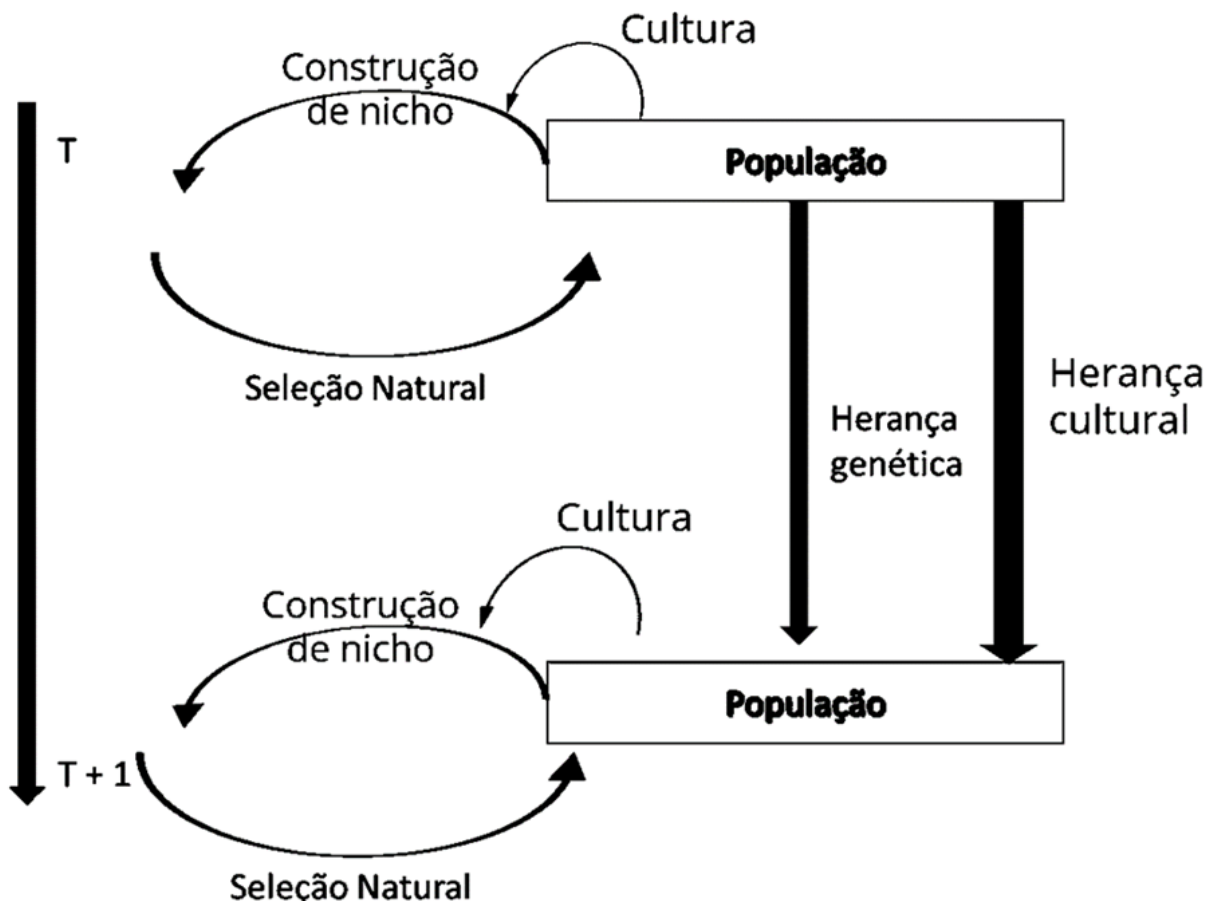 Cultura
Construção
de nicho
T
População
Seleção Natural
Herança
cultural
Herança
genética
Cultura
Construção
de nicho
População
T + 1
Seleção Natural